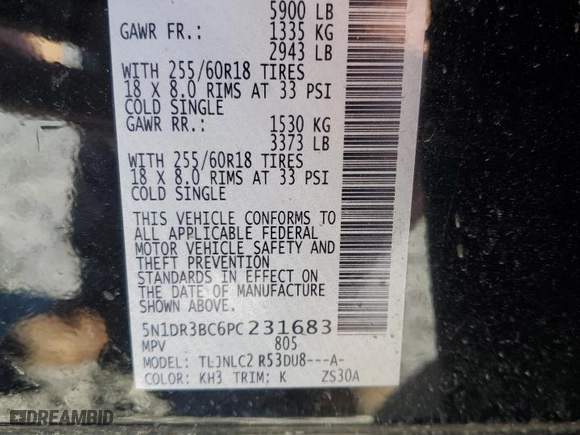 5900 LB
GAWR FR.: 1335 KG
2943 LB
WITH 255/60R18 TIRES
18 X 8.0 RIMS AT 33 PSI
COLD SINGLE
GAWR RR.: 1530 KG
3373 LB
WITH 255/60R18 TIRES
18 X 8.0 RIMS AT 33 PSI
COLD SINGLE
THIS VEHICLE CONFORMS TO
ALL APPLICABLE FEDERAL
MOTOR VEHICLE SAFETY AND
THEFT PREVENTION
STANDARDS IN EFFECT ON
THE DATE OF MANUFACTURE
SHOWN ABOVE.
5N1DR3BC6PC231683
MPV 805
MODEL: TLJNLC2 R53DU8---A-
COLOR: KH3 TRIM: K ZS30A
DREAMBID